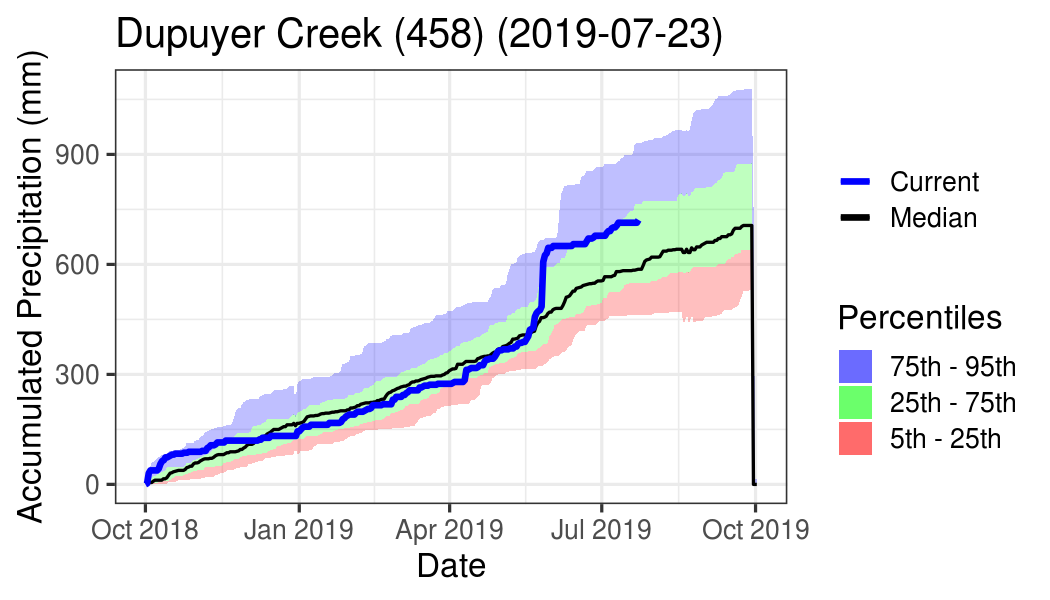 Dupuyer Creek (458) (2019-07-23)
Accumulated Precipitation (mm)
900
600
300
0
Oct 2018
Jan 2019
Apr 2019
Jul 2019
Oct 2019
Date
Current
Median
Percentiles
75th - 95th
25th - 75th
5th - 25th